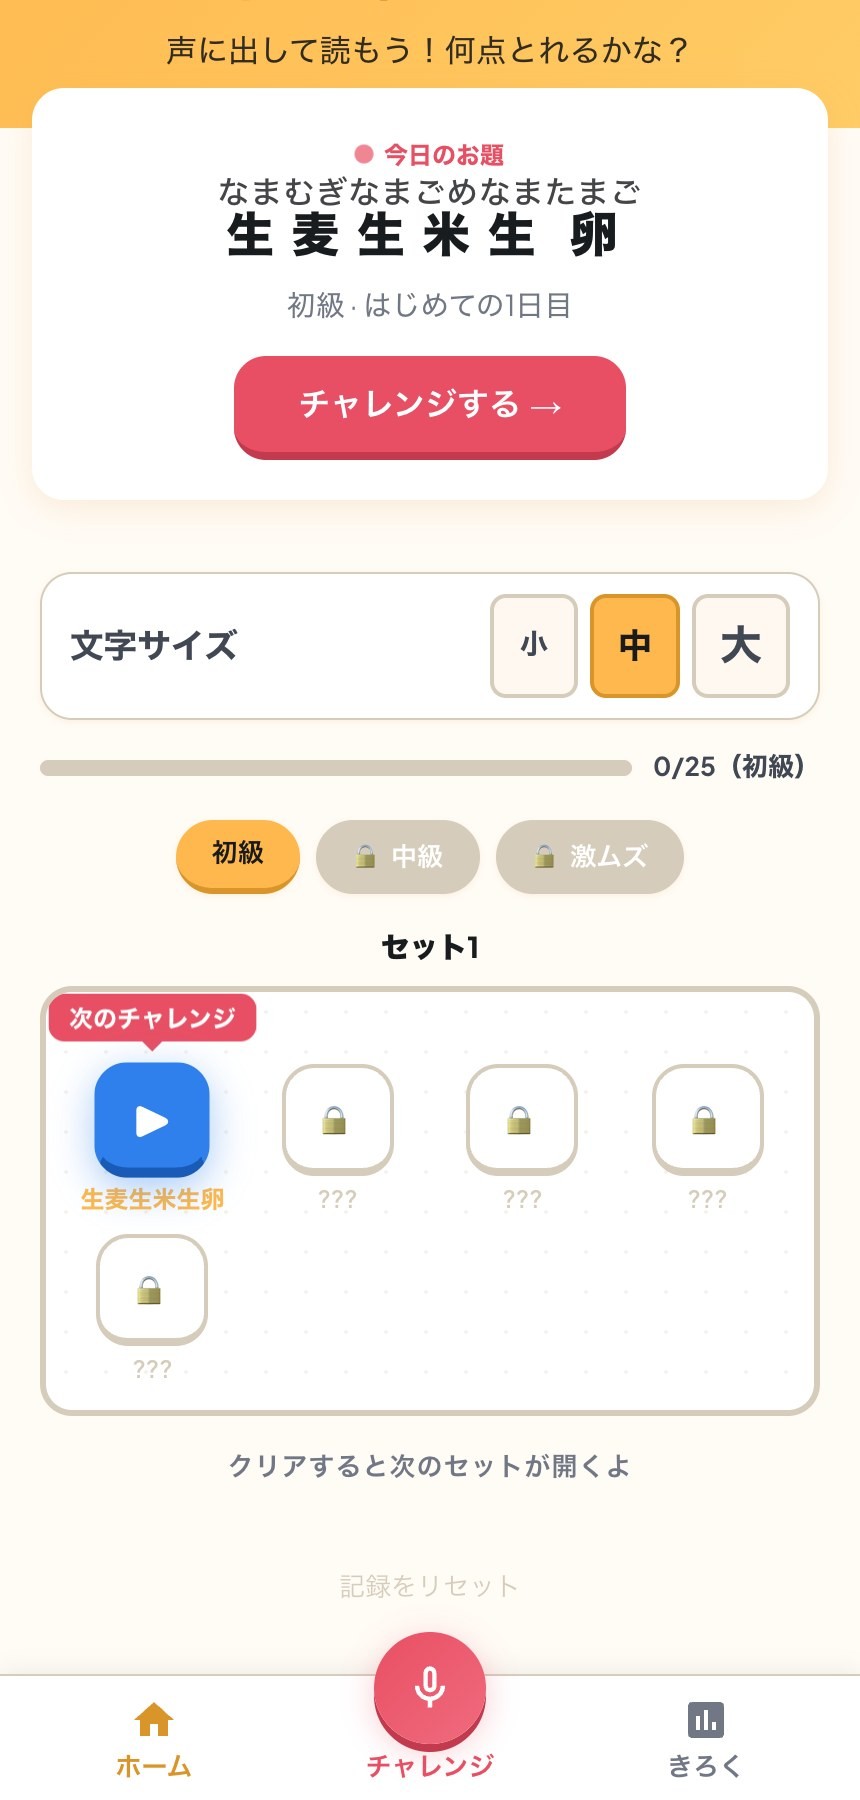 声に出して読もう！何点とれるかな？
今日のお題
なまむぎなまごめなまたまご
生麦生米生卵
初級・はじめての1日目
チャレンジする →
文字サイズ
小 中 大
0/25（初級）
初級 中級 激ムズ
セット1
次のチャレンジ
生麦生米生卵 ??? ??? ???
???
クリアすると次のセットが開くよ
記録をリセット
ホーム チャレンジ きろく